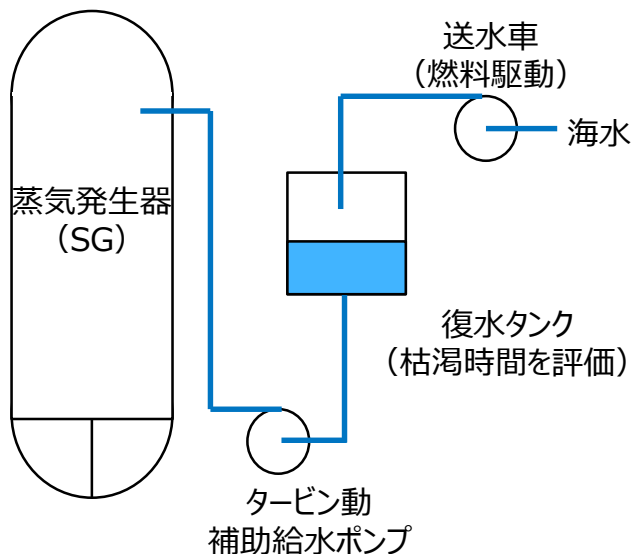 送水車
（燃料駆動）
海水
蒸気発生器
（SG）
復水タンク
（枯渇時間を評価）
タービン動
補助給水ポンプ